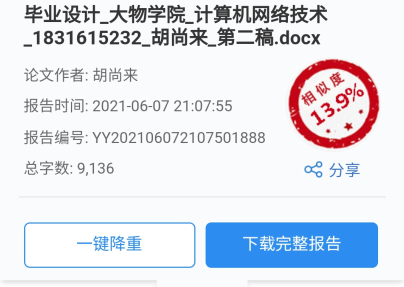 毕业设计_大物学院_计算机网络技术
_1831615232_胡尚来_第二稿.docx
论文作者: 胡尚来
报告时间: 2021-06-07 21:07:55
报告编号: YY202106072107501888
总字数: 9,136
相似度
13.9%
分享
一键降重
下载完整报告